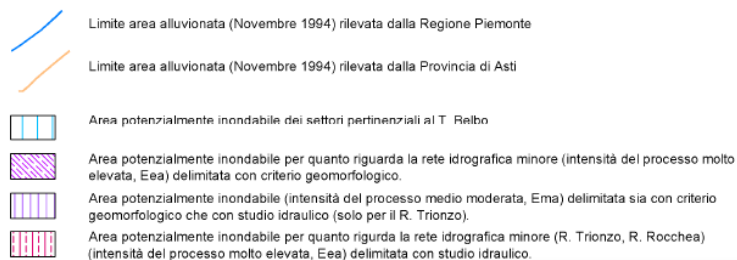 Limite area alluvionata (Novembre 1994) rilevata dalla Regione Piemonte
Limite area alluvionata (Novembre 1994) rilevata dalla Provincia di Asti
Area potenzialmente inondabile dei settori pertinenziali al T. Belbo
Area potenzialmente inondabile per quanto riguarda la rete idrografica minore (intensità del processo molto
elevata, Eea) delimitata con criterio geomorfologico.
Area potenzialmente inondabile (intensità del processo medio moderata, Ema) delimitata sia con criterio
geomorfologico che con studio idraulico (solo per il R. Trionzo).
Area potenzialmente inondabile per quanto rigurda la rete idrografica minore (R. Trionzo, R. Rocchea)
(intensità del processo molto elevata, Eea) delimitata con studio idraulico.